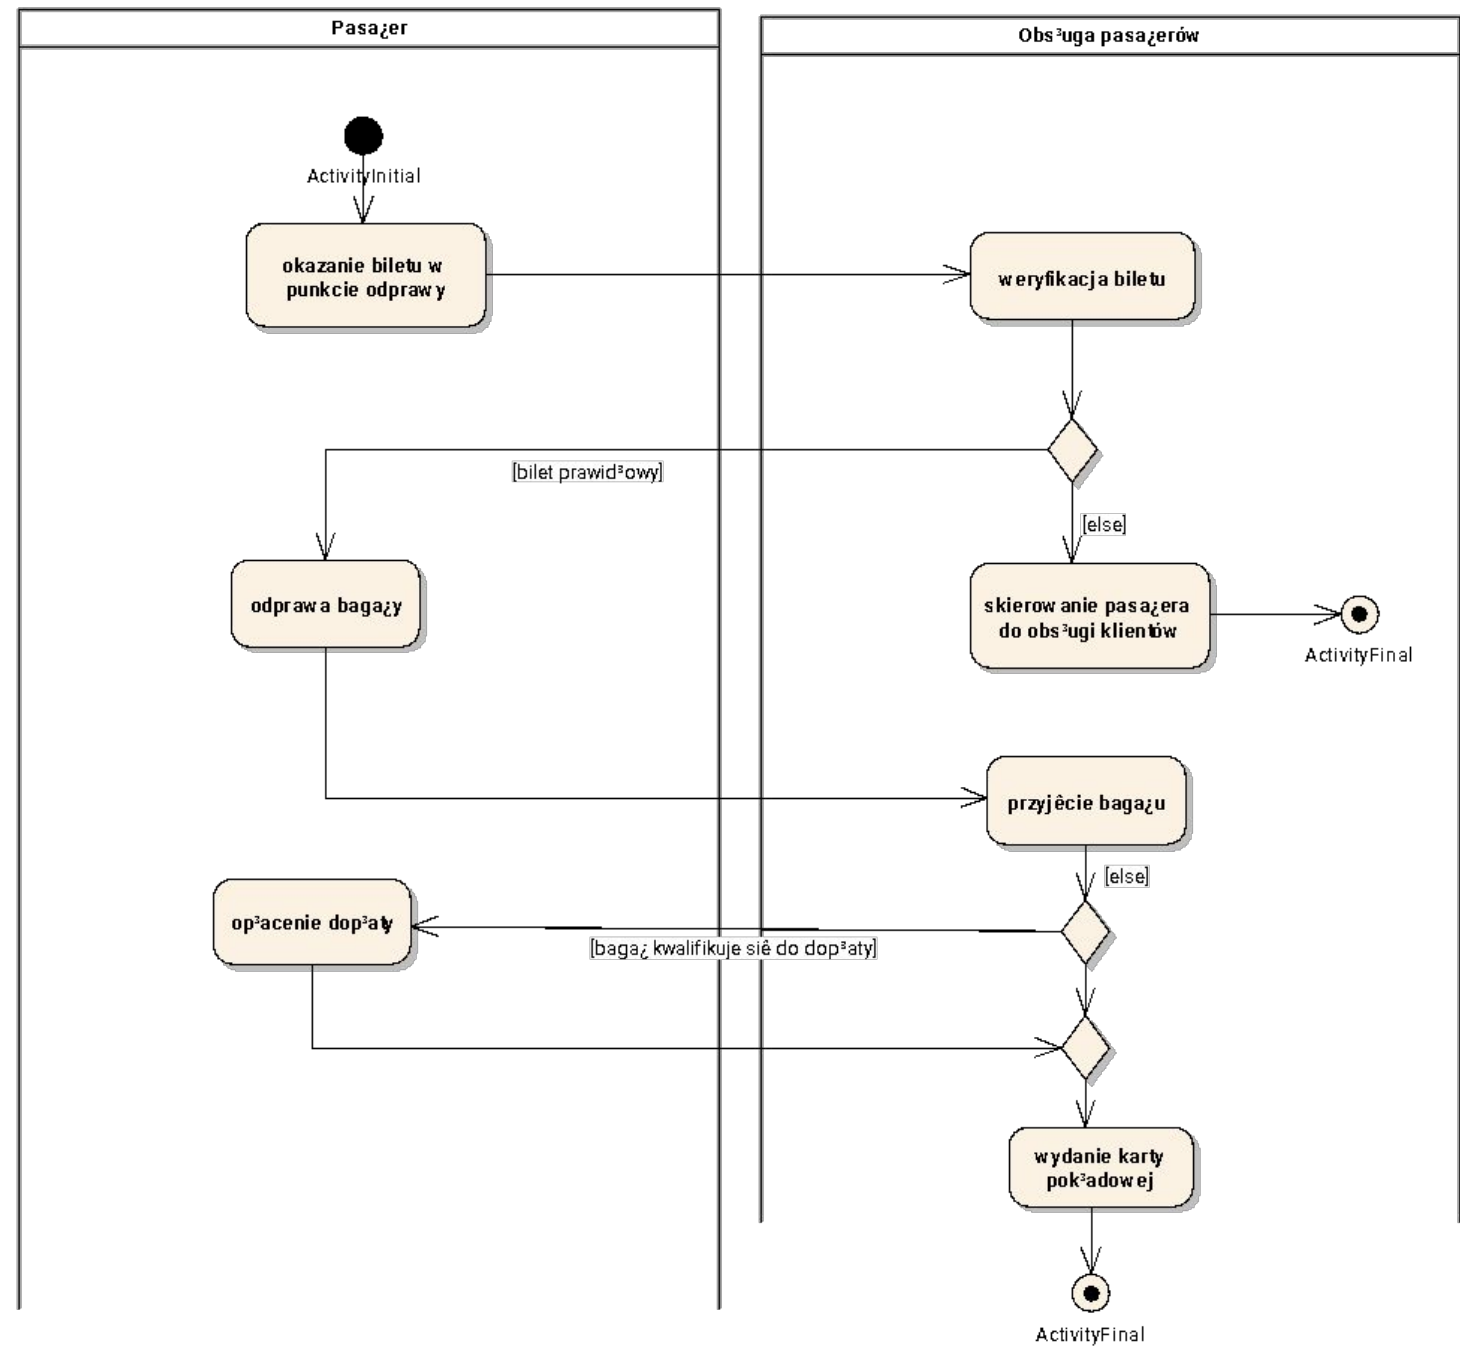 Pasa¿er
Obs³uga pasa¿erów
ActivityInitial
okazanie biletu w
punkcie odprawy
weryfikacja biletu
[bilet prawid³owy]
[else]
odprawa baga¿y
skierowanie pasa¿era
do obs³ugi klientów
ActivityFinal
przyjêcie baga¿u
[else]
op³acenie dop³aty
[baga¿ kwalifikuje siê do dop³aty]
wydanie karty
pok³adowej
ActivityFinal